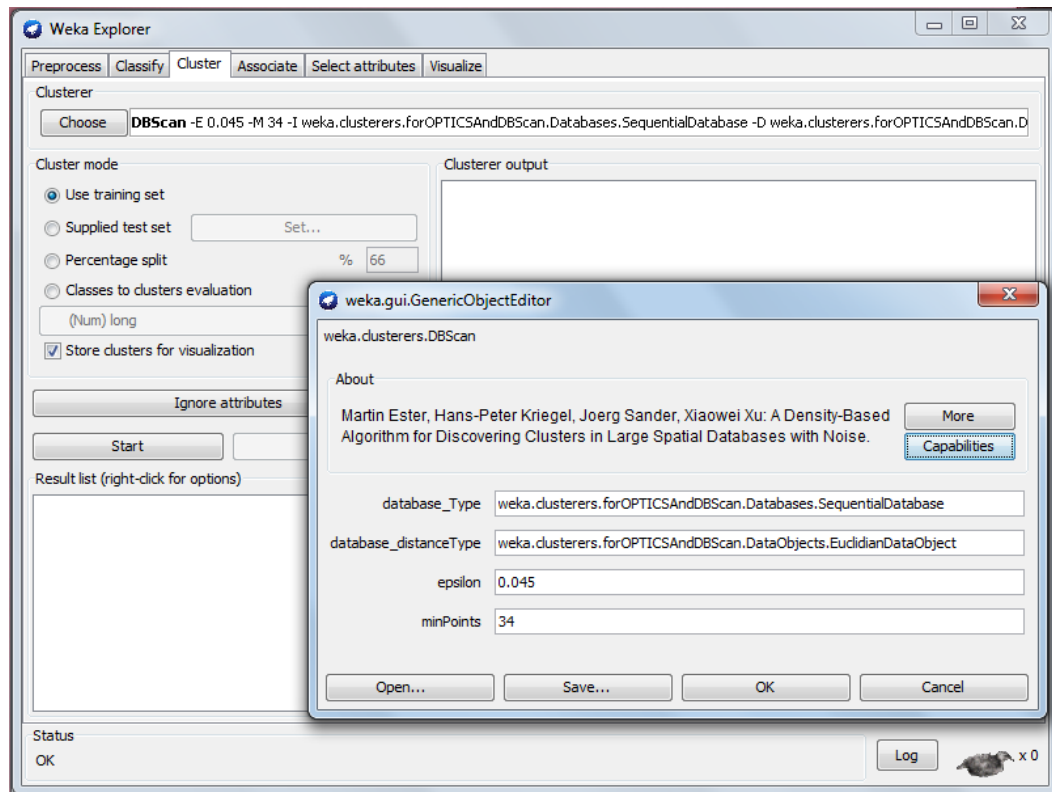 Weka Explorer
Preprocess Classify Cluster Associate Select attributes Visualize
Clusterer
Choose DBScan -E 0.045 -M 34 -I weka.clusterers.forOPTICSAndDBScan.Databases.SequentialDatabase -D weka.clusterers.forOPTICSAndDBScan.D
Cluster mode
Use training set
Supplied test set Set...
Percentage split % 66
Classes to clusters evaluation
(Num) long
Store clusters for visualization
Ignore attributes
Start
Result list (right-click for options)
Clusterer output
weka.gui.GenericObjectEditor
weka.clusterers.DBScan
About
Martin Ester, Hans-Peter Kriegel, Joerg Sander, Xiaowei Xu: A Density-Based
Algorithm for Discovering Clusters in Large Spatial Databases with Noise.
More
Capabilities
database_Type weka.clusterers.forOPTICSAndDBScan.Databases.SequentialDatabase
database_distanceType weka.clusterers.forOPTICSAndDBScan.DataObjects.EuclidianDataObject
epsilon 0.045
minPoints 34
Open... Save... OK Cancel
Status
OK
Log x 0